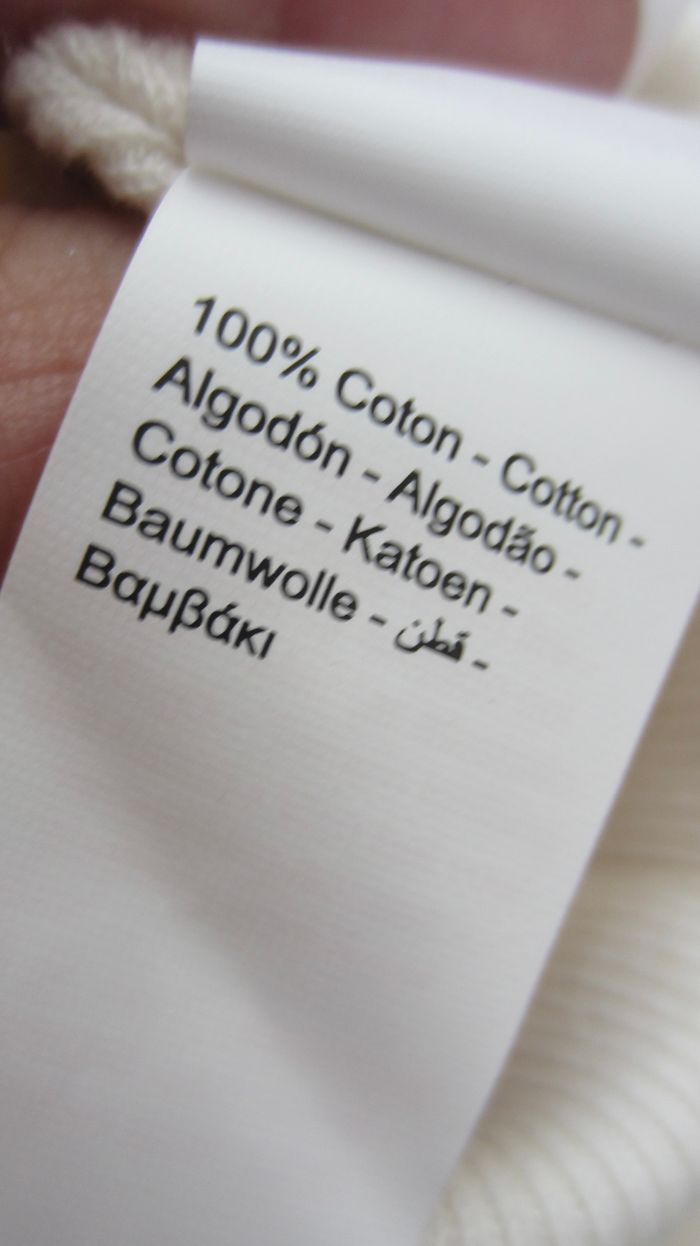 100% Coton - Cotton -
Algodón - Algodão -
Cotone - Katoen -
Baumwolle - قطن -
Βαμβάκι